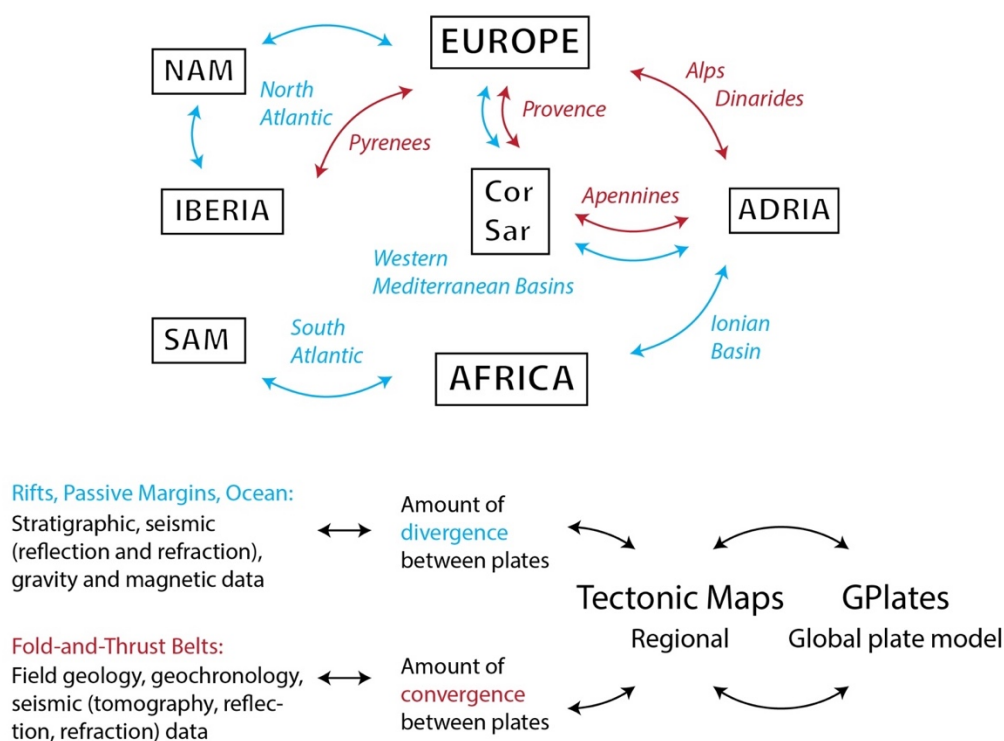 EUROPE
NAM
North
Atlantic
Alps
Dinarides
Provence
Pyrenees
IBERIA
Cor
Sar
Apennines
ADRIA
Western
Mediterranean Basins
SAM
South
Atlantic
Ionian
Basin
AFRICA
Rifts, Passive Margins, Ocean:
Stratigraphic, seismic
(reflection and refraction),
gravity and magnetic data
Amount of
divergence
between plates
Tectonic Maps
Regional
GPlates
Global plate model
Fold-and-Thrust Belts:
Field geology, geochronology,
seismic (tomography, reflec-
tion, refraction) data
Amount of
convergence
between plates